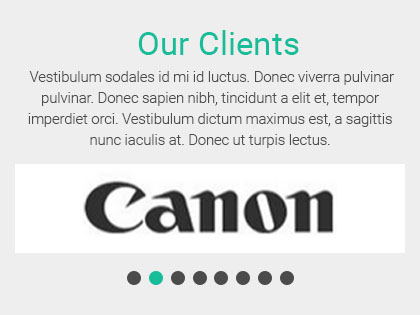 Our Clients
Vestibulum sodales id mi id luctus. Donec viverra pulvinar
pulvinar. Donec sapien nibh, tincidunt a elit et, tempor
imperdiet orci. Vestibulum dictum maximus est, a sagittis
nunc iaculis at. Donec ut turpis lectus.
Canon